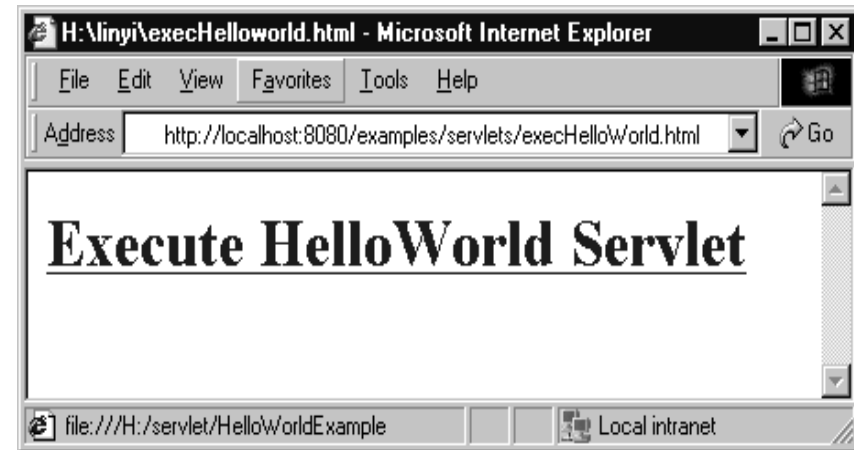 H:\linyi\execHelloworld.html - Microsoft Internet Explorer
File Edit View Favorites Tools Help
Address http://localhost:8080/examples/servlets/execHelloWorld.html Go
Execute HelloWorld Servlet
file:///H:/servlet/HelloWorldExample Local intranet